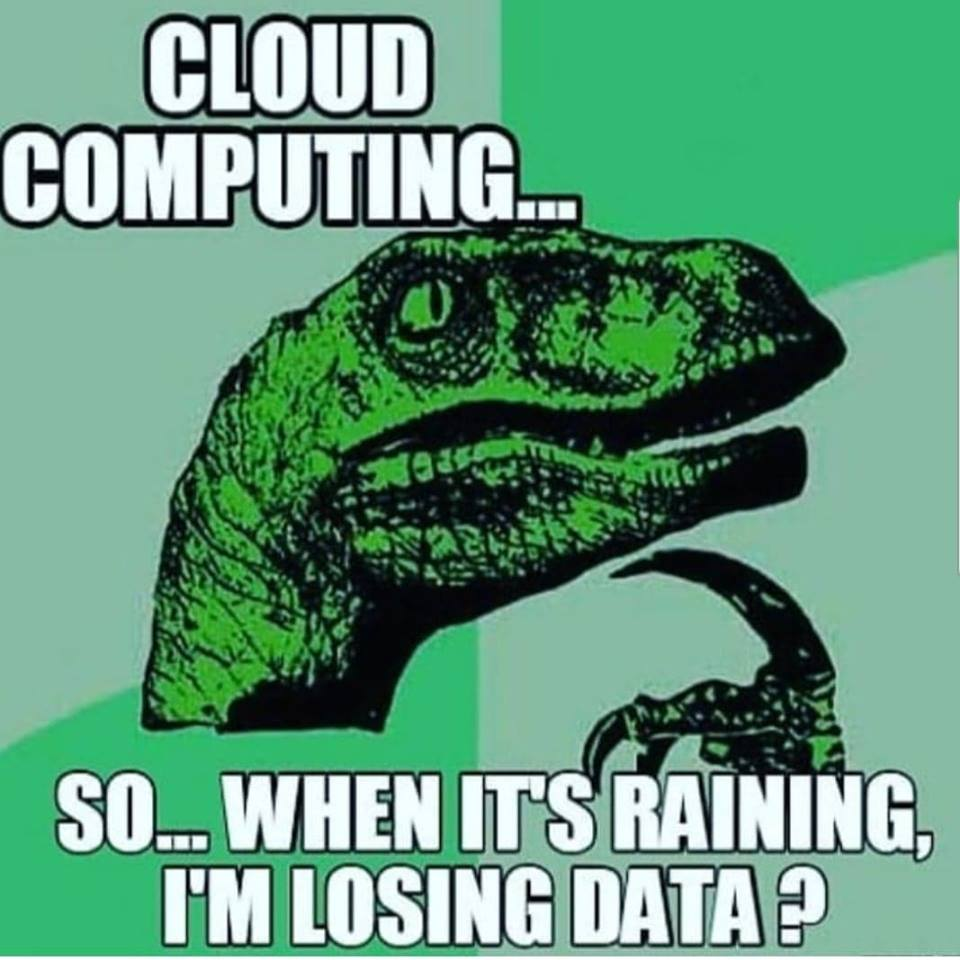 CLOUD
COMPUTING...
SO... WHEN IT'S RAINING,
I'M LOSING DATA ?